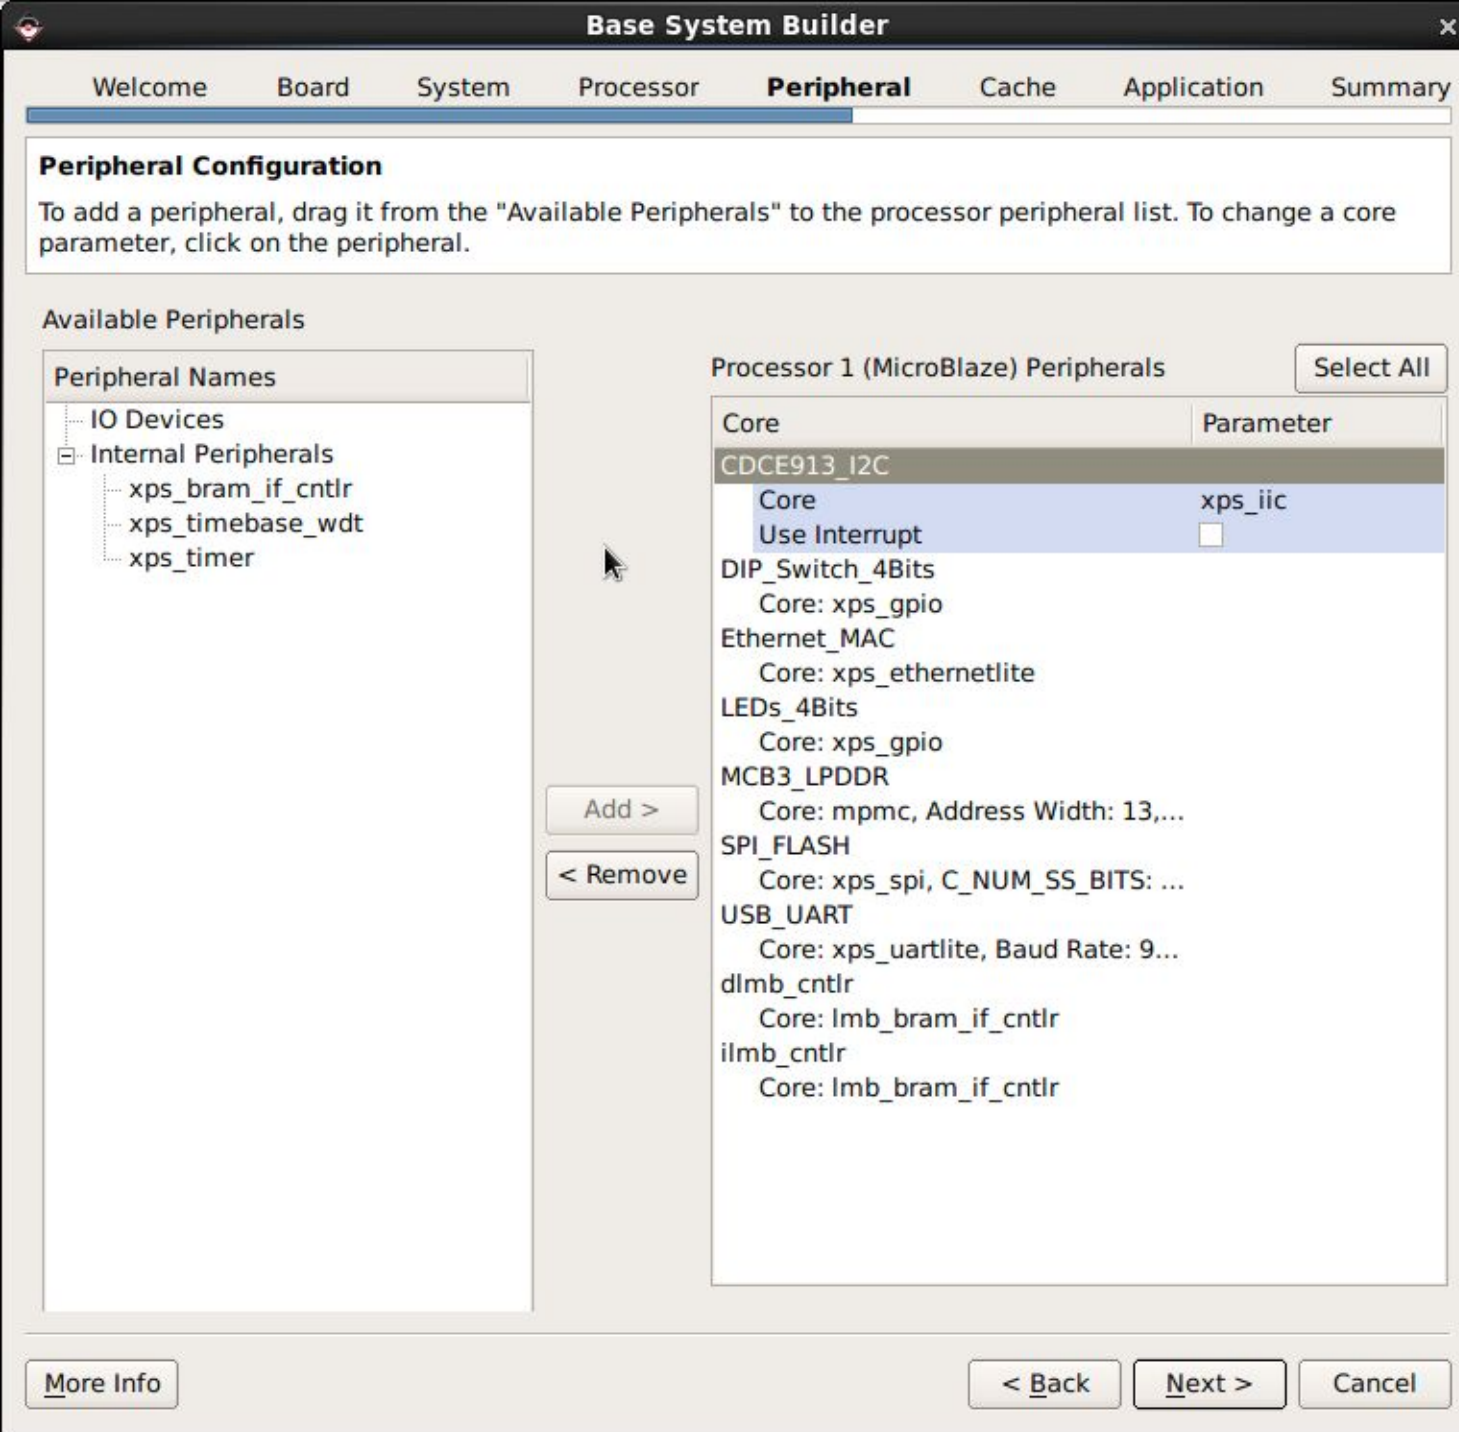 Base System Builder
Welcome Board System Processor Peripheral Cache Application Summary
Peripheral Configuration
To add a peripheral, drag it from the "Available Peripherals" to the processor peripheral list. To change a core
parameter, click on the peripheral.
Available Peripherals
Peripheral Names
IO Devices
Internal Peripherals
xps_bram_if_cntlr
xps_timebase_wdt
xps_timer
Add >
< Remove
Processor 1 (MicroBlaze) Peripherals Select All
Core Parameter
CDCE913_I2C
Core xps_iic
Use Interrupt
DIP_Switch_4Bits
Core: xps_gpio
Ethernet_MAC
Core: xps_ethernetlite
LEDs_4Bits
Core: xps_gpio
MCB3_LPDDR
Core: mpmc, Address Width: 13,...
SPI_FLASH
Core: xps_spi, C_NUM_SS_BITS: ...
USB_UART
Core: xps_uartlite, Baud Rate: 9...
dlmb_cntlr
Core: lmb_bram_if_cntlr
ilmb_cntlr
Core: lmb_bram_if_cntlr
More Info < Back Next > Cancel